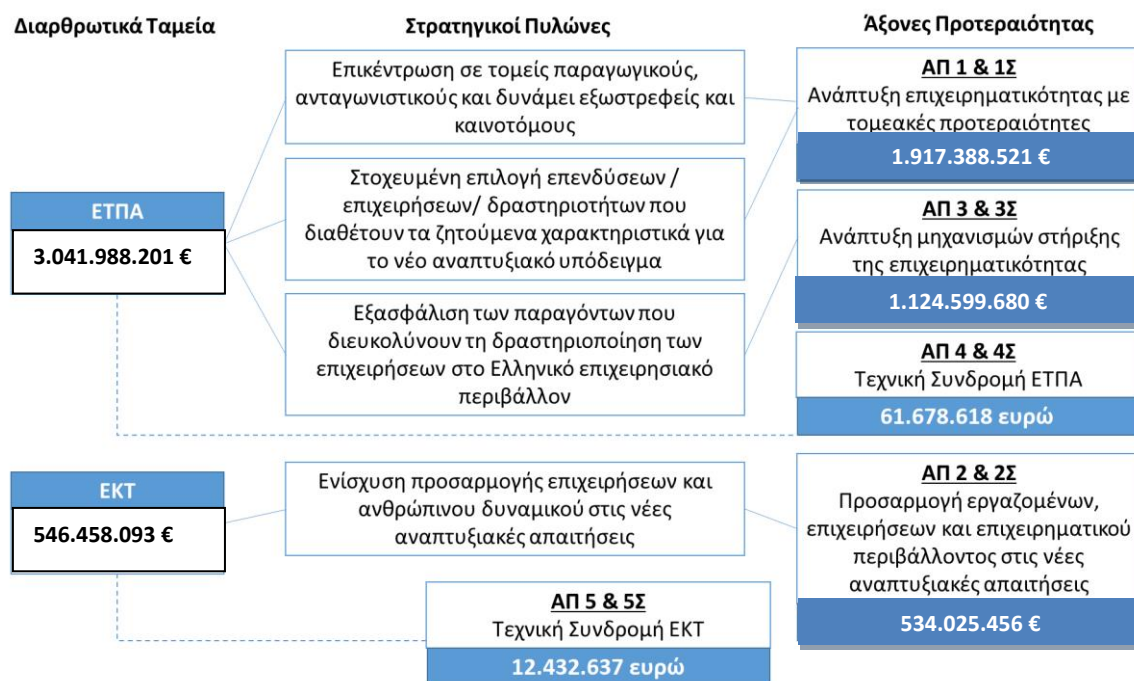 Διαρθρωτικά Ταμεία
Στρατηγικοί Πυλώνες
Άξονες Προτεραιότητας
ΕΤΠΑ
3.041.988.201 €
Επικέντρωση σε τομείς παραγωγικούς,
ανταγωνιστικούς και δυνάμει εξωστρεφείς και
καινοτόμους
Στοχευμένη επιλογή επενδύσεων /
επιχειρήσεων/ δραστηριοτήτων που
διαθέτουν τα ζητούμενα χαρακτηριστικά για
το νέο αναπτυξιακό υπόδειγμα
Εξασφάλιση των παραγόντων που
διευκολύνουν τη δραστηριοποίηση των
επιχειρήσεων στο Ελληνικό επιχειρησιακό
περιβάλλον
ΑΠ 1 & 1Σ
Ανάπτυξη επιχειρηματικότητας με
τομεακές προτεραιότητες
1.917.388.521 €
ΑΠ 3 & 3Σ
Ανάπτυξη μηχανισμών στήριξης
της επιχειρηματικότητας
1.124.599.680 €
ΑΠ 4 & 4Σ
Τεχνική Συνδρομή ΕΤΠΑ
61.678.618 ευρώ
ΕΚΤ
546.458.093 €
Ενίσχυση προσαρμογής επιχειρήσεων και
ανθρώπινου δυναμικού στις νέες
αναπτυξιακές απαιτήσεις
ΑΠ 2 & 2Σ
Προσαρμογή εργαζομένων,
επιχειρήσεων και επιχειρηματικού
περιβάλλοντος στις νέες
αναπτυξιακές απαιτήσεις
534.025.456 €
ΑΠ 5 & 5Σ
Τεχνική Συνδρομή ΕΚΤ
12.432.637 ευρώ